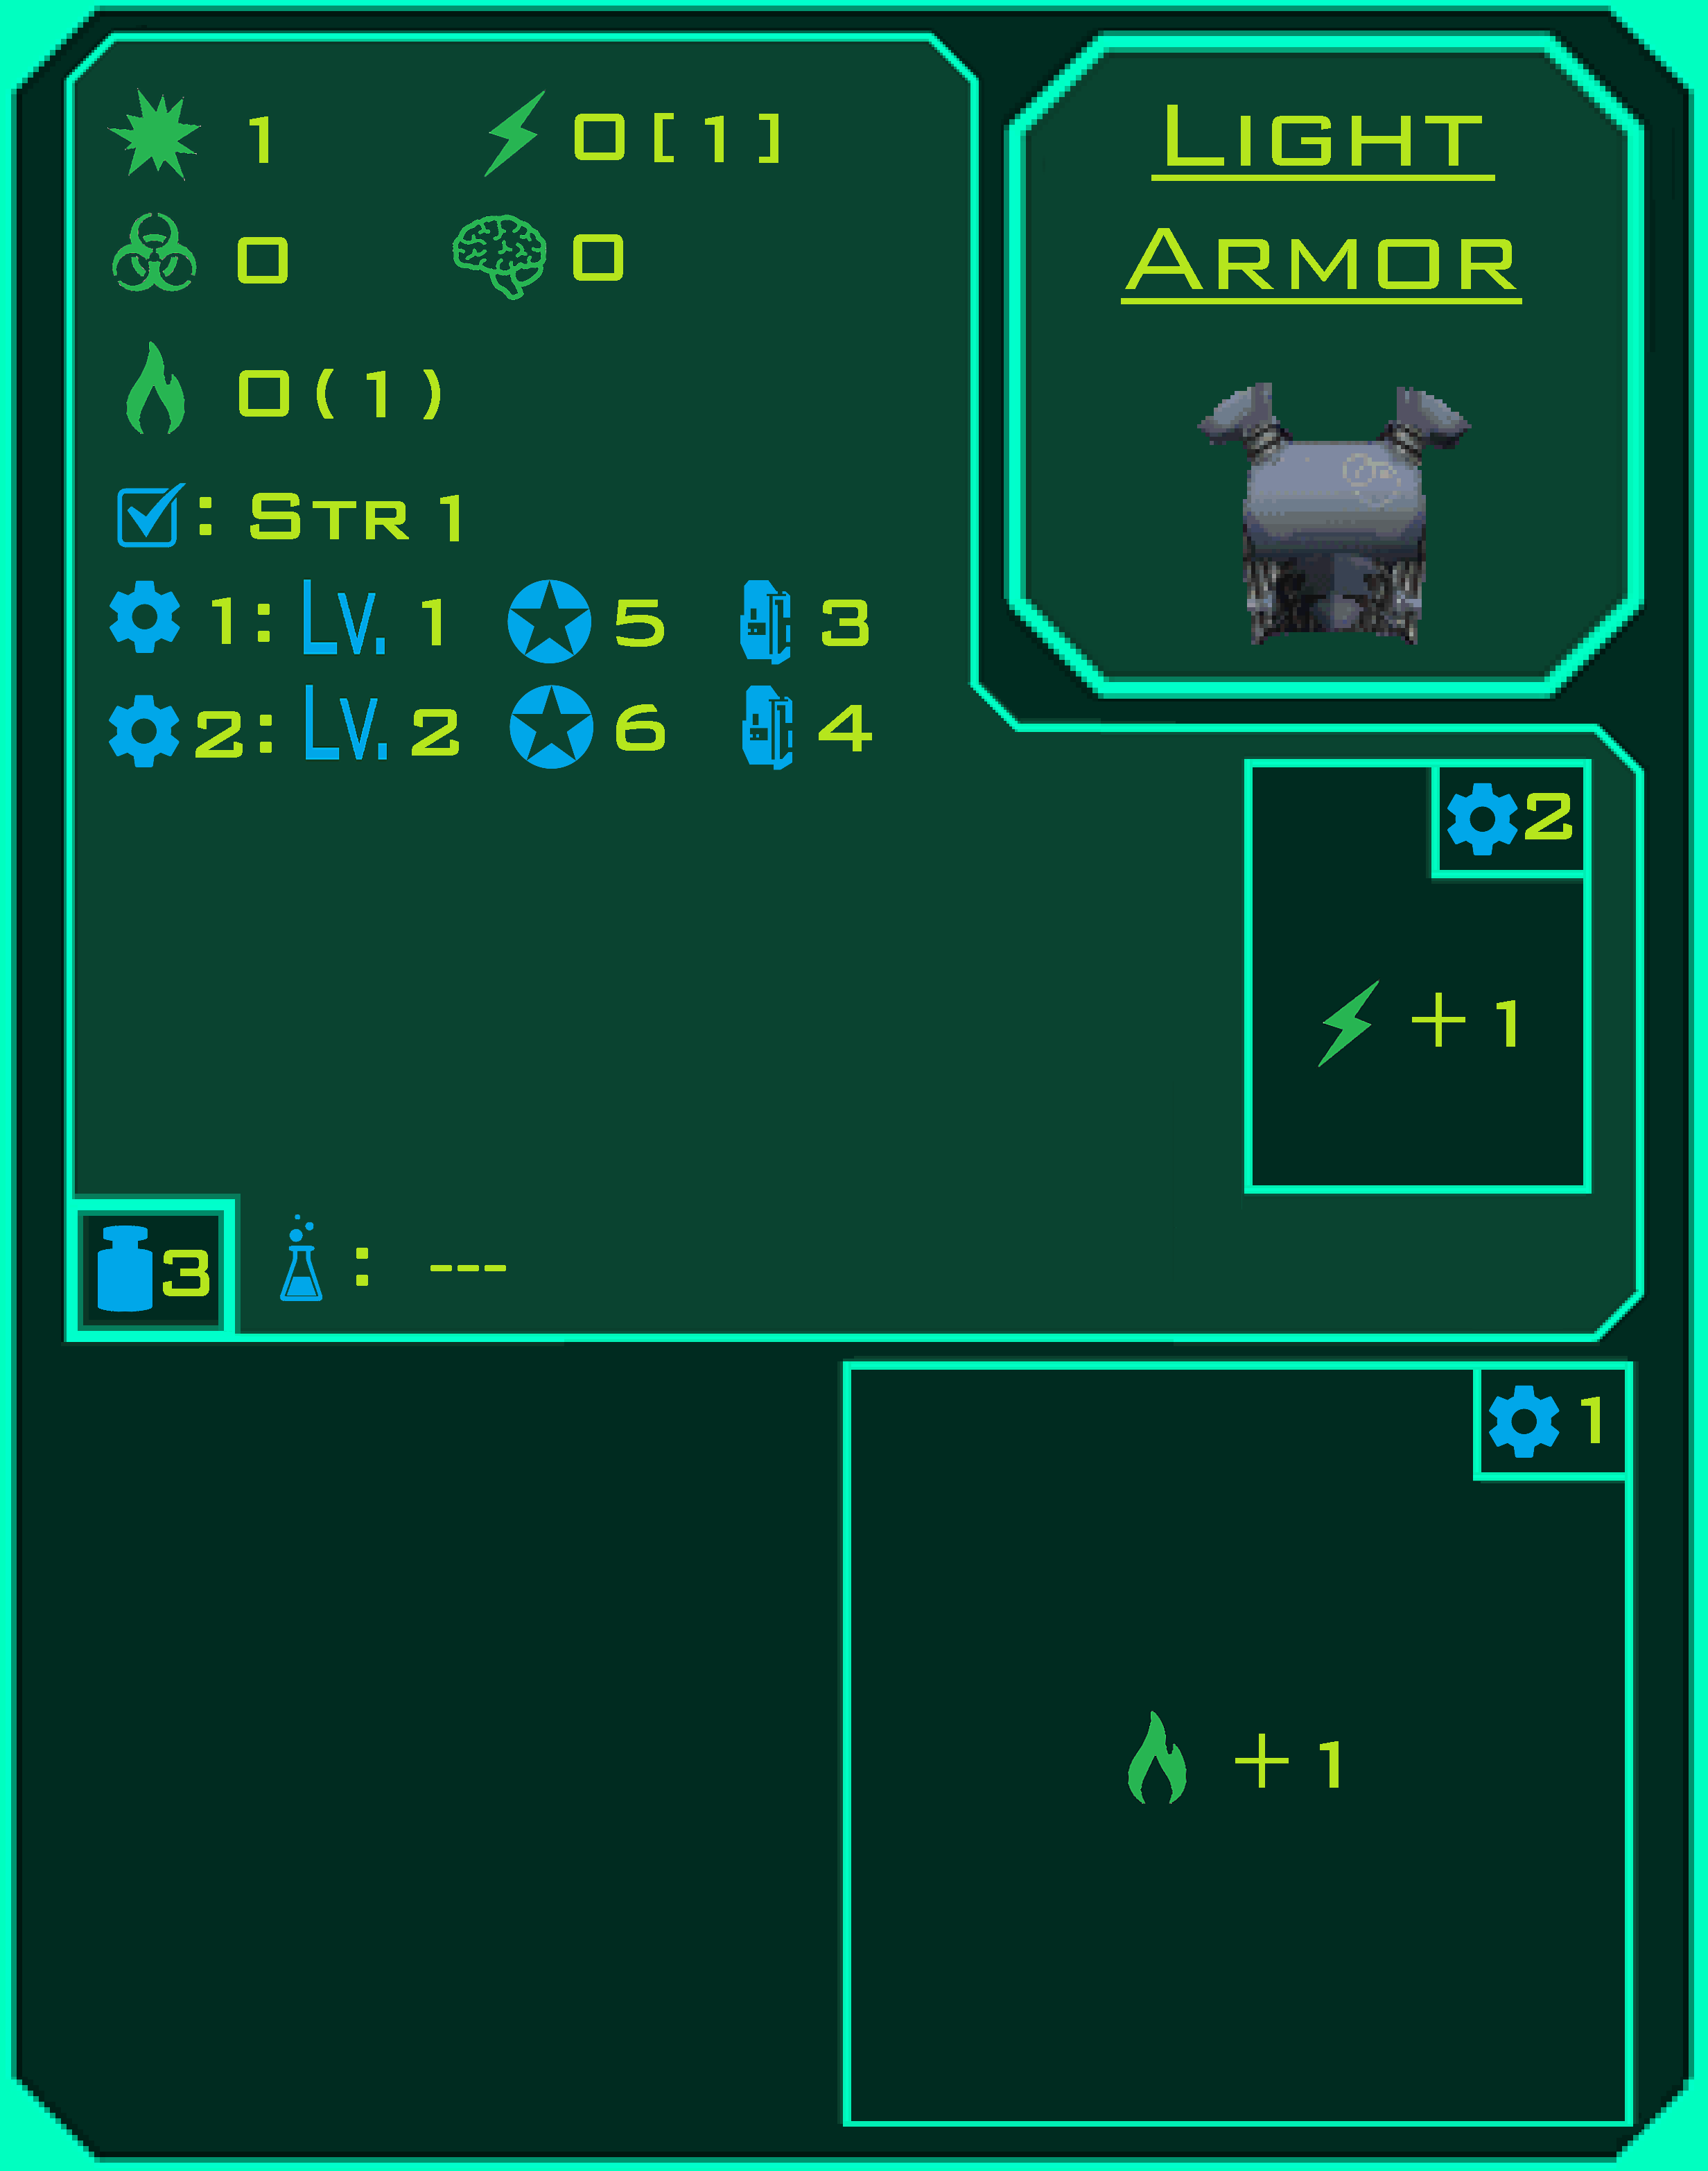 1 0 [ 1 ]
0 0
0 ( 1 )
: STR 1
1: LV. 1 5 3
2: LV. 2 6 4
LIGHT
ARMOR
2
+ 1
3 : ---
1
+ 1